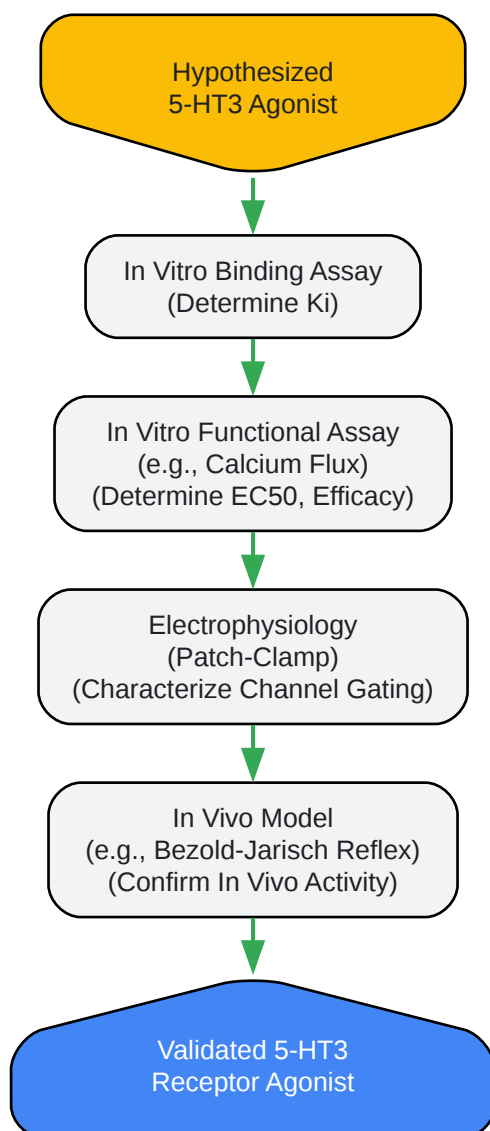 Hypothesized
5-HT3 Agonist
In Vitro Binding Assay
(Determine Ki)
In Vitro Functional Assay
(e.g., Calcium Flux)
(Determine EC50, Efficacy)
Electrophysiology
(Patch-Clamp)
(Characterize Channel Gating)
In Vivo Model
(e.g., Bezold-Jarisch Reflex)
(Confirm In Vivo Activity)
Validated 5-HT3
Receptor Agonist